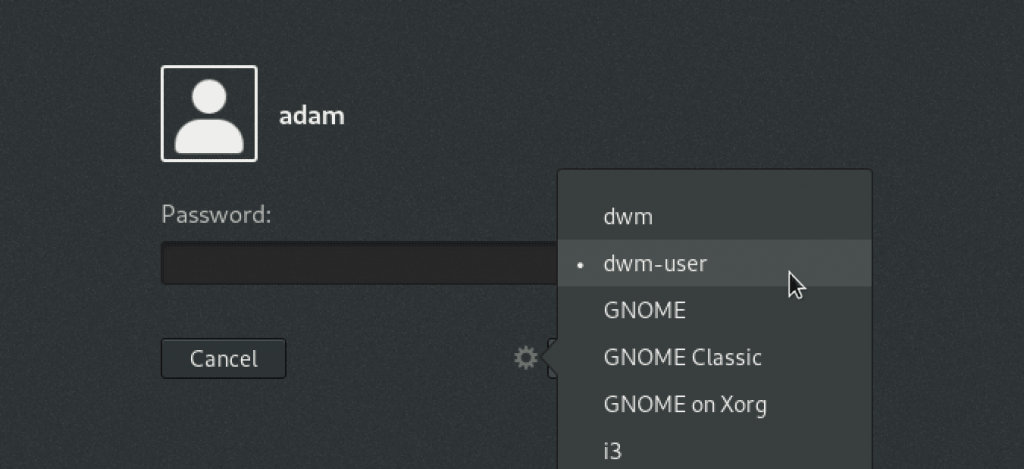 adam
Password:
dwm
• dwm-user
GNOME
GNOME Classic
Cancel
GNOME on Xorg
i3